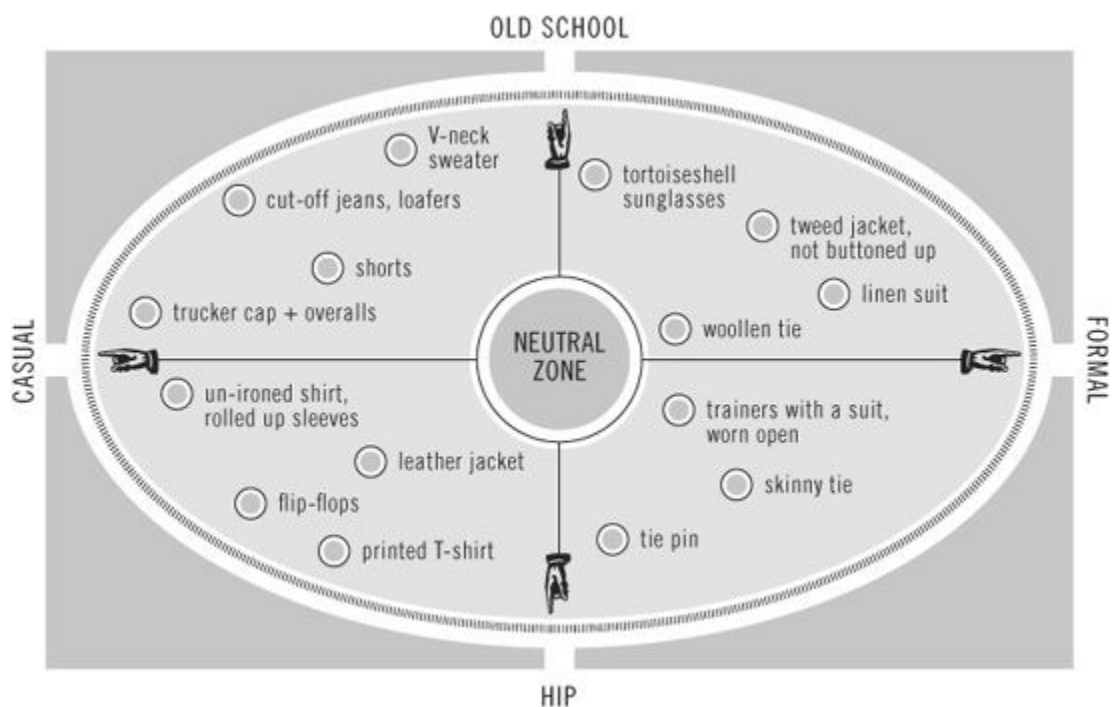 OLD SCHOOL
V-neck
sweater
tortoiseshell
sunglasses
cut-off jeans, loafers
tweed jacket,
not buttoned up
shorts
linen suit
trucker cap + overalls
woollen tie
CASUAL
NEUTRAL
ZONE
FORMAL
un-ironed shirt,
rolled up sleeves
trainers with a suit,
worn open
leather jacket
skinny tie
flip-flops
tie pin
printed T-shirt
HIP